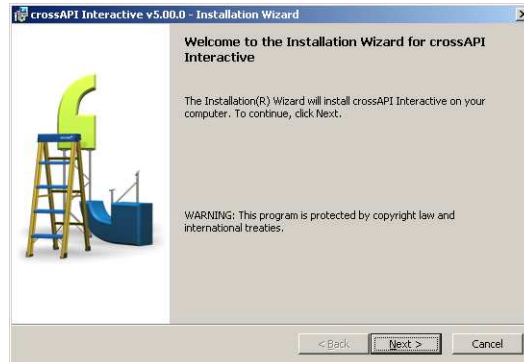 crossAPI Interactive v5.00.0 - Installation Wizard
Welcome to the Installation Wizard for crossAPI
Interactive
The Installation(R) Wizard will install crossAPI Interactive on your
computer. To continue, click Next.
WARNING: This program is protected by copyright law and
international treaties.
< Back Next > Cancel